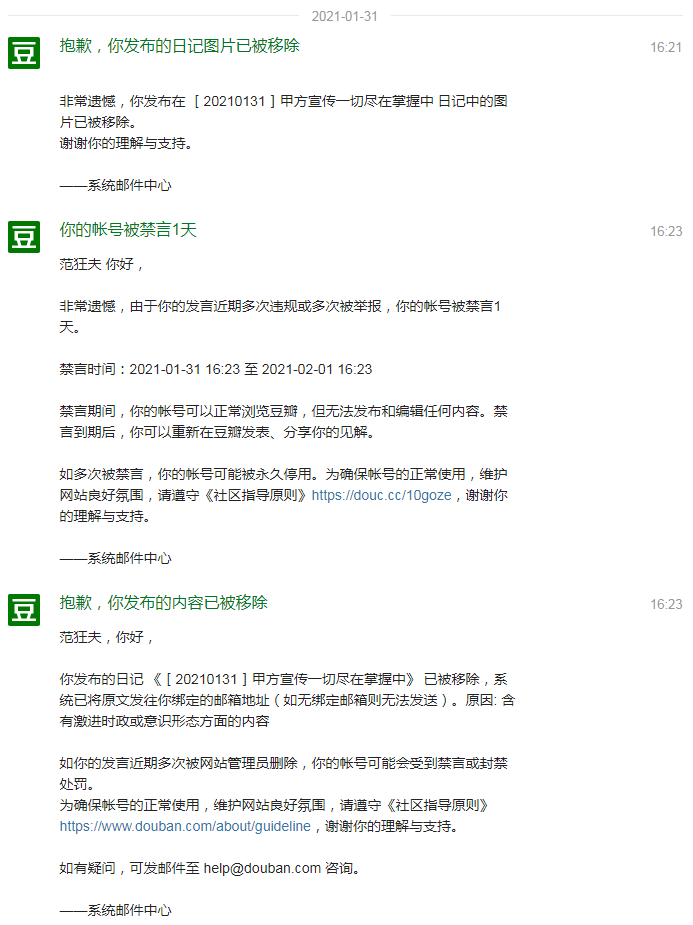 2021-01-31
豆
抱歉，你发布的日记图片已被移除 16:21
非常遗憾，你发布在［20210131］甲方宣传一切尽在掌握中 日记中的图
片已被移除。
谢谢你的理解与支持。
——系统邮件中心
豆
你的帐号被禁言1天 16:23
范狂夫 你好，
非常遗憾，由于你的发言近期多次违规或多次被举报，你的帐号被禁言1
天。
禁言时间：2021-01-31 16:23 至 2021-02-01 16:23
禁言期间，你的帐号可以正常浏览豆瓣，但无法发布和编辑任何内容。禁
言到期后，你可以重新在豆瓣发表、分享你的见解。
如多次被禁言，你的帐号可能被永久停用。为确保帐号的正常使用，维护
网站良好氛围，请遵守《社区指导原则》https://douc.cc/10goze，谢谢你
的理解与支持。
——系统邮件中心
豆
抱歉，你发布的内容已被移除 16:23
范狂夫，你好，
你发布的日记 《［20210131］甲方宣传一切尽在掌握中》 已被移除，系
统已将原文发往你绑定的邮箱地址（如无绑定邮箱则无法发送）。原因: 含
有激进时政或意识形态方面的内容
如你的发言近期多次被网站管理员删除，你的帐号可能会受到禁言或封禁
处罚。
为确保帐号的正常使用，维护网站良好氛围，请遵守《社区指导原则》
https://www.douban.com/about/guideline，谢谢你的理解与支持。
如有疑问，可发邮件至 help@douban.com 咨询。
——系统邮件中心